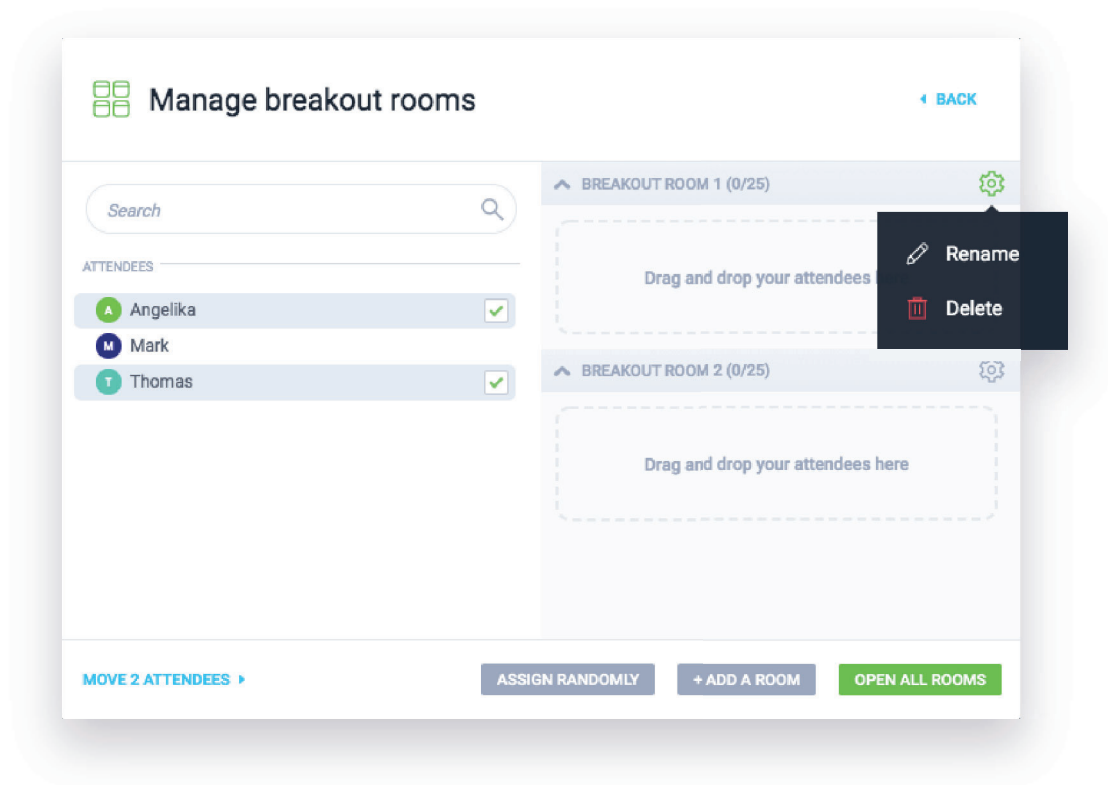 Manage breakout rooms
BACK
Search
ATTENDEES
A Angelika
M Mark
T Thomas
BREAKOUT ROOM 1 (0/25)
Drag and drop your attendees here
Rename
Delete
BREAKOUT ROOM 2 (0/25)
Drag and drop your attendees here
MOVE 2 ATTENDEES
ASSIGN RANDOMLY
+ ADD A ROOM
OPEN ALL ROOMS